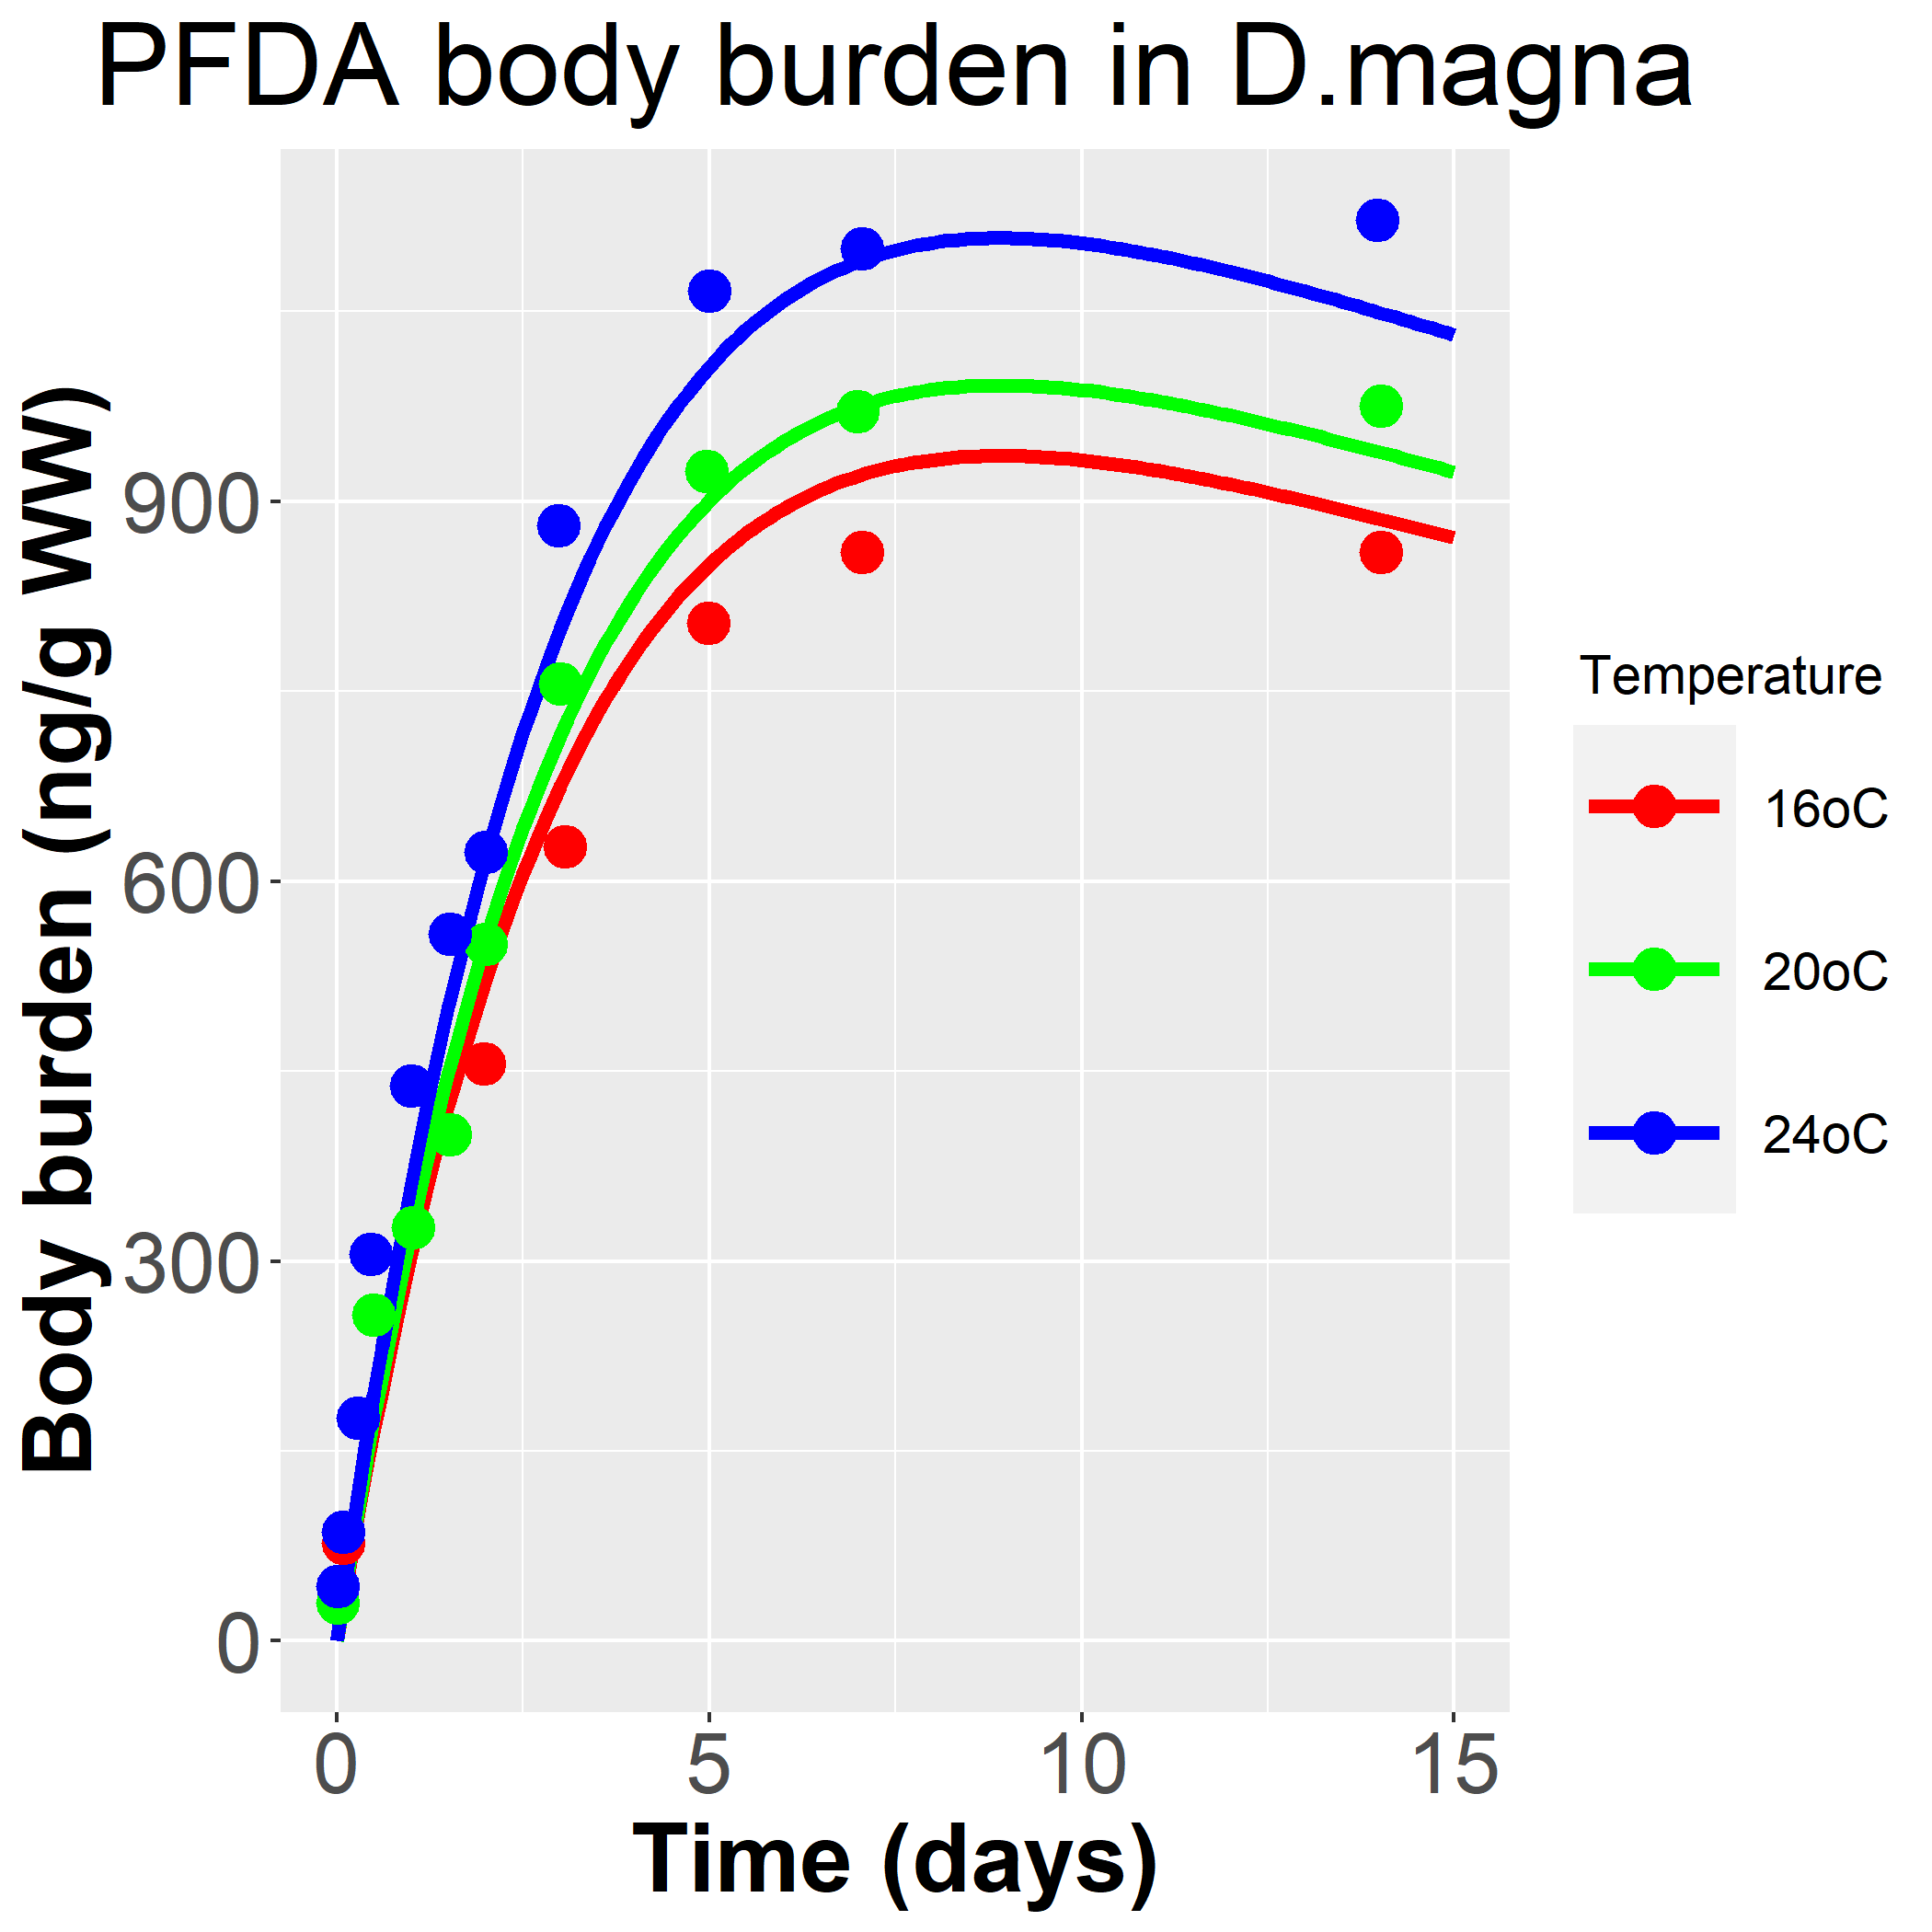 PFDA body burden in D.magna
Body burden (ng/g WW)
900
600
300
0
0 5 10 15
Time (days)
Temperature
16oC
20oC
24oC